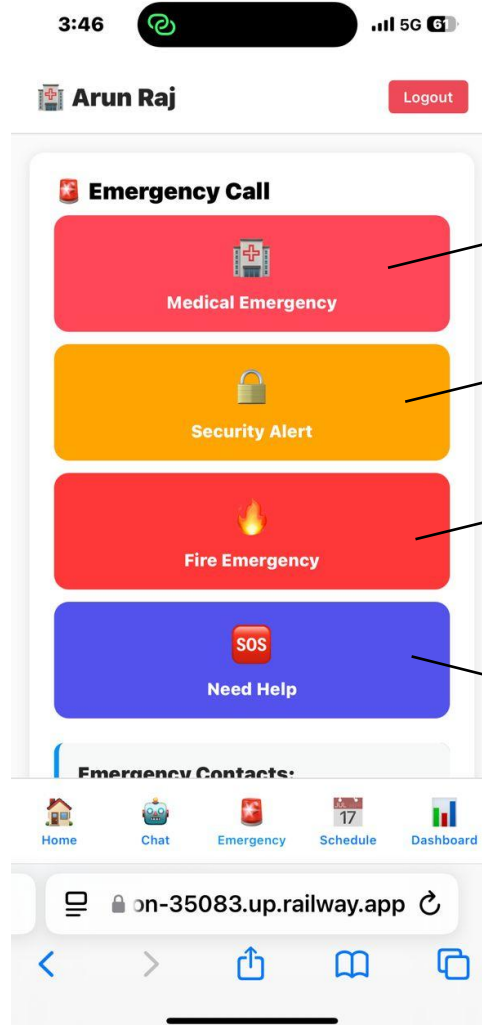 3:46 5G 61
Arun Raj Logout
Emergency Call
Medical Emergency
Security Alert
Fire Emergency
SOS
Need Help
Emergency Contacts:
17
Home Chat Emergency Schedule Dashboard
on-35083.up.railway.app